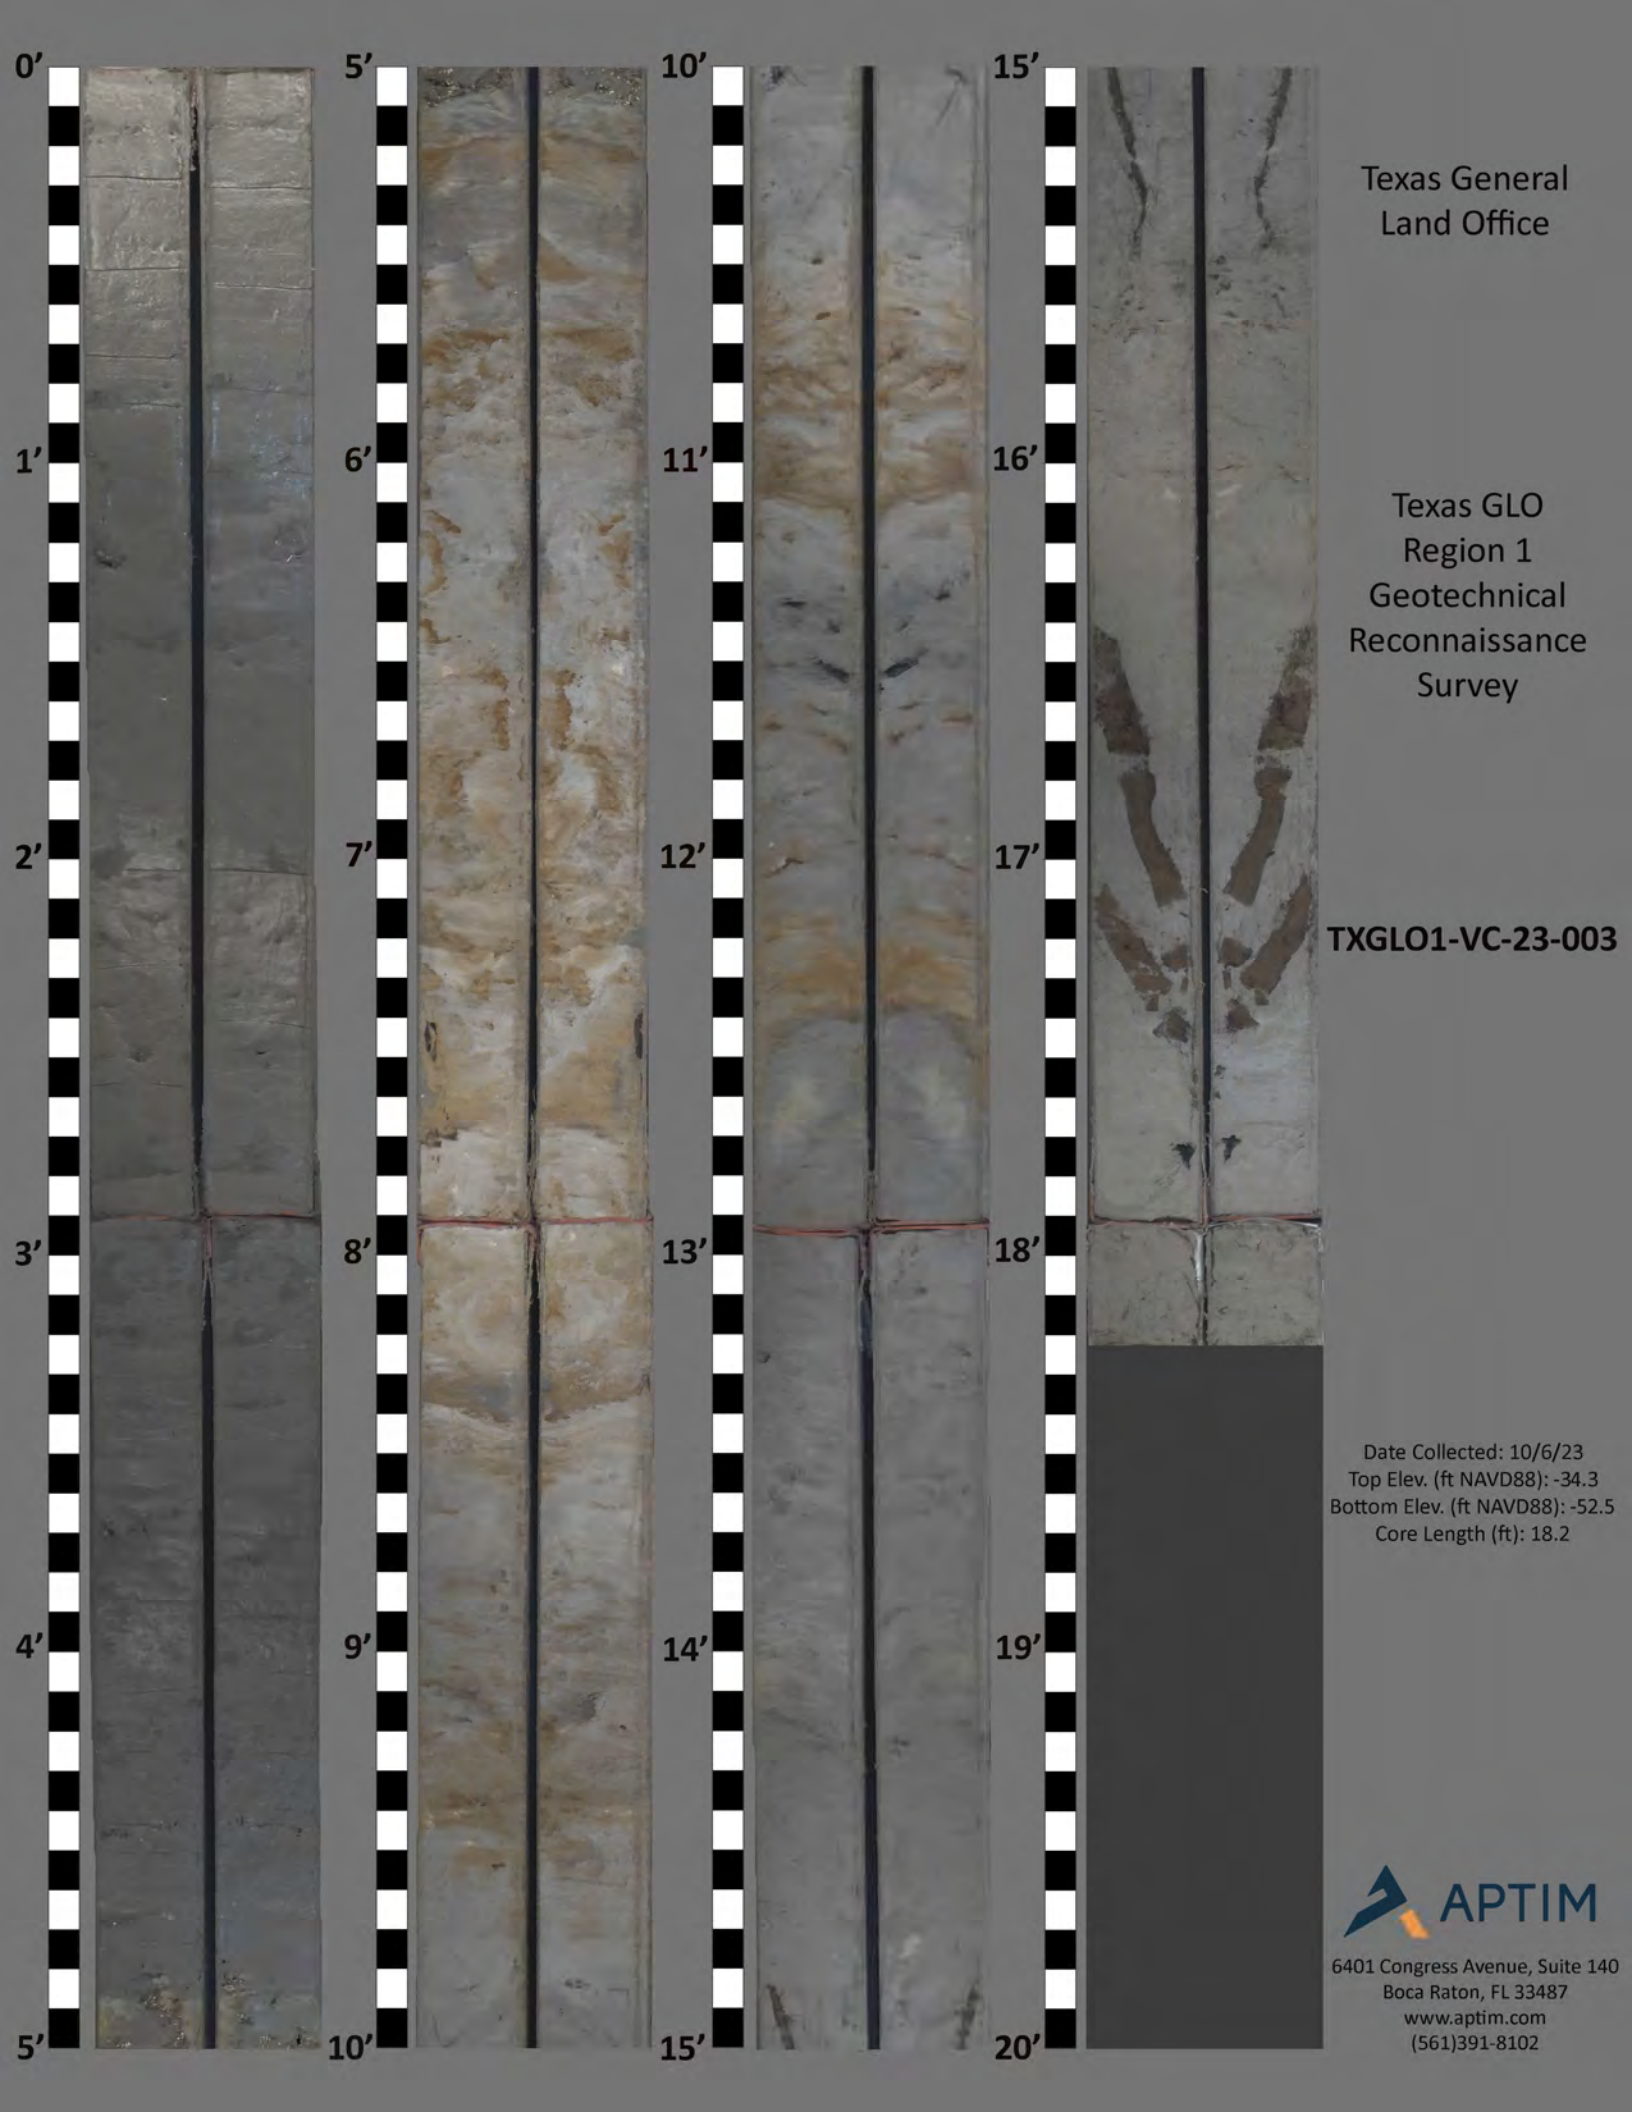 0’
1’
2’
3’
4’
5’
5’
6’
7’
8’
9’
10’
10’
11’
12’
13’
14’
15’
15’
16’
17’
18’
19’
20’
Texas General
Land Office
Texas GLO
Region 1
Geotechnical
Reconnaissance
Survey
TXGLO1-VC-23-003
Date Collected: 10/6/23
Top Elev. (ft NAVD88): -34.3
Bottom Elev. (ft NAVD88): -52.5
Core Length (ft): 18.2
APTIM
6401 Congress Avenue, Suite 140
Boca Raton, FL 33487
www.aptim.com
(561)391-8102